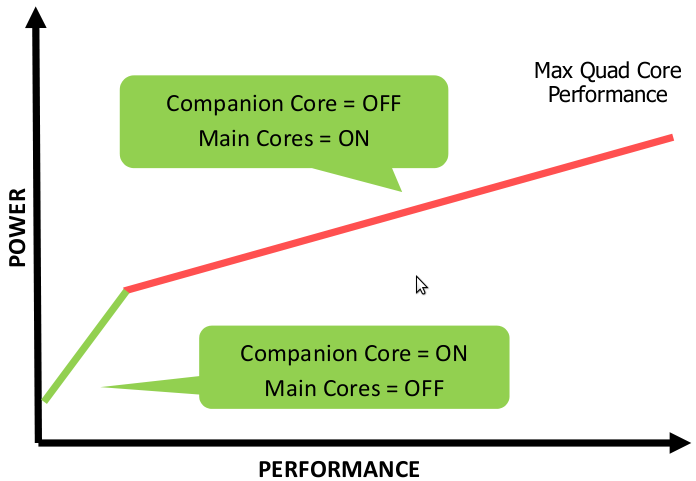 Max Quad Core
Performance
Companion Core = OFF
Main Cores = ON
POWER
Companion Core = ON
Main Cores = OFF
PERFORMANCE